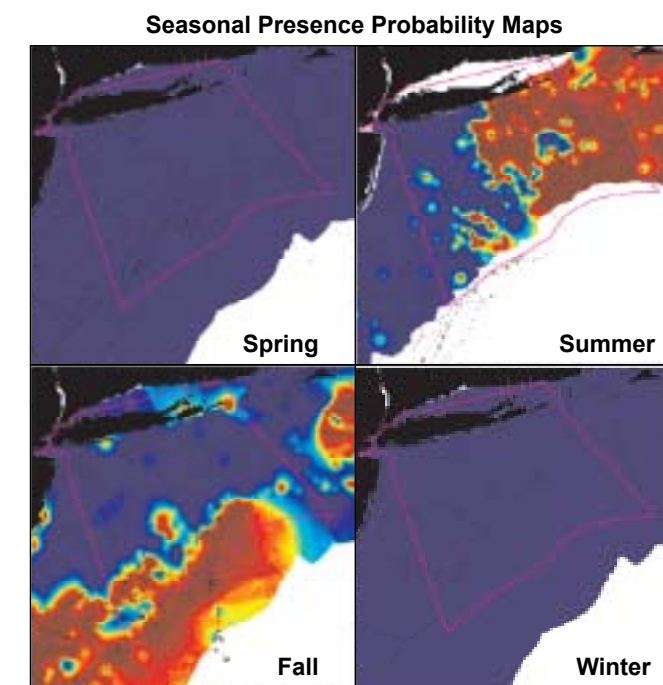 Seasonal Presence Probability Maps
Spring
Summer
Fall
Winter